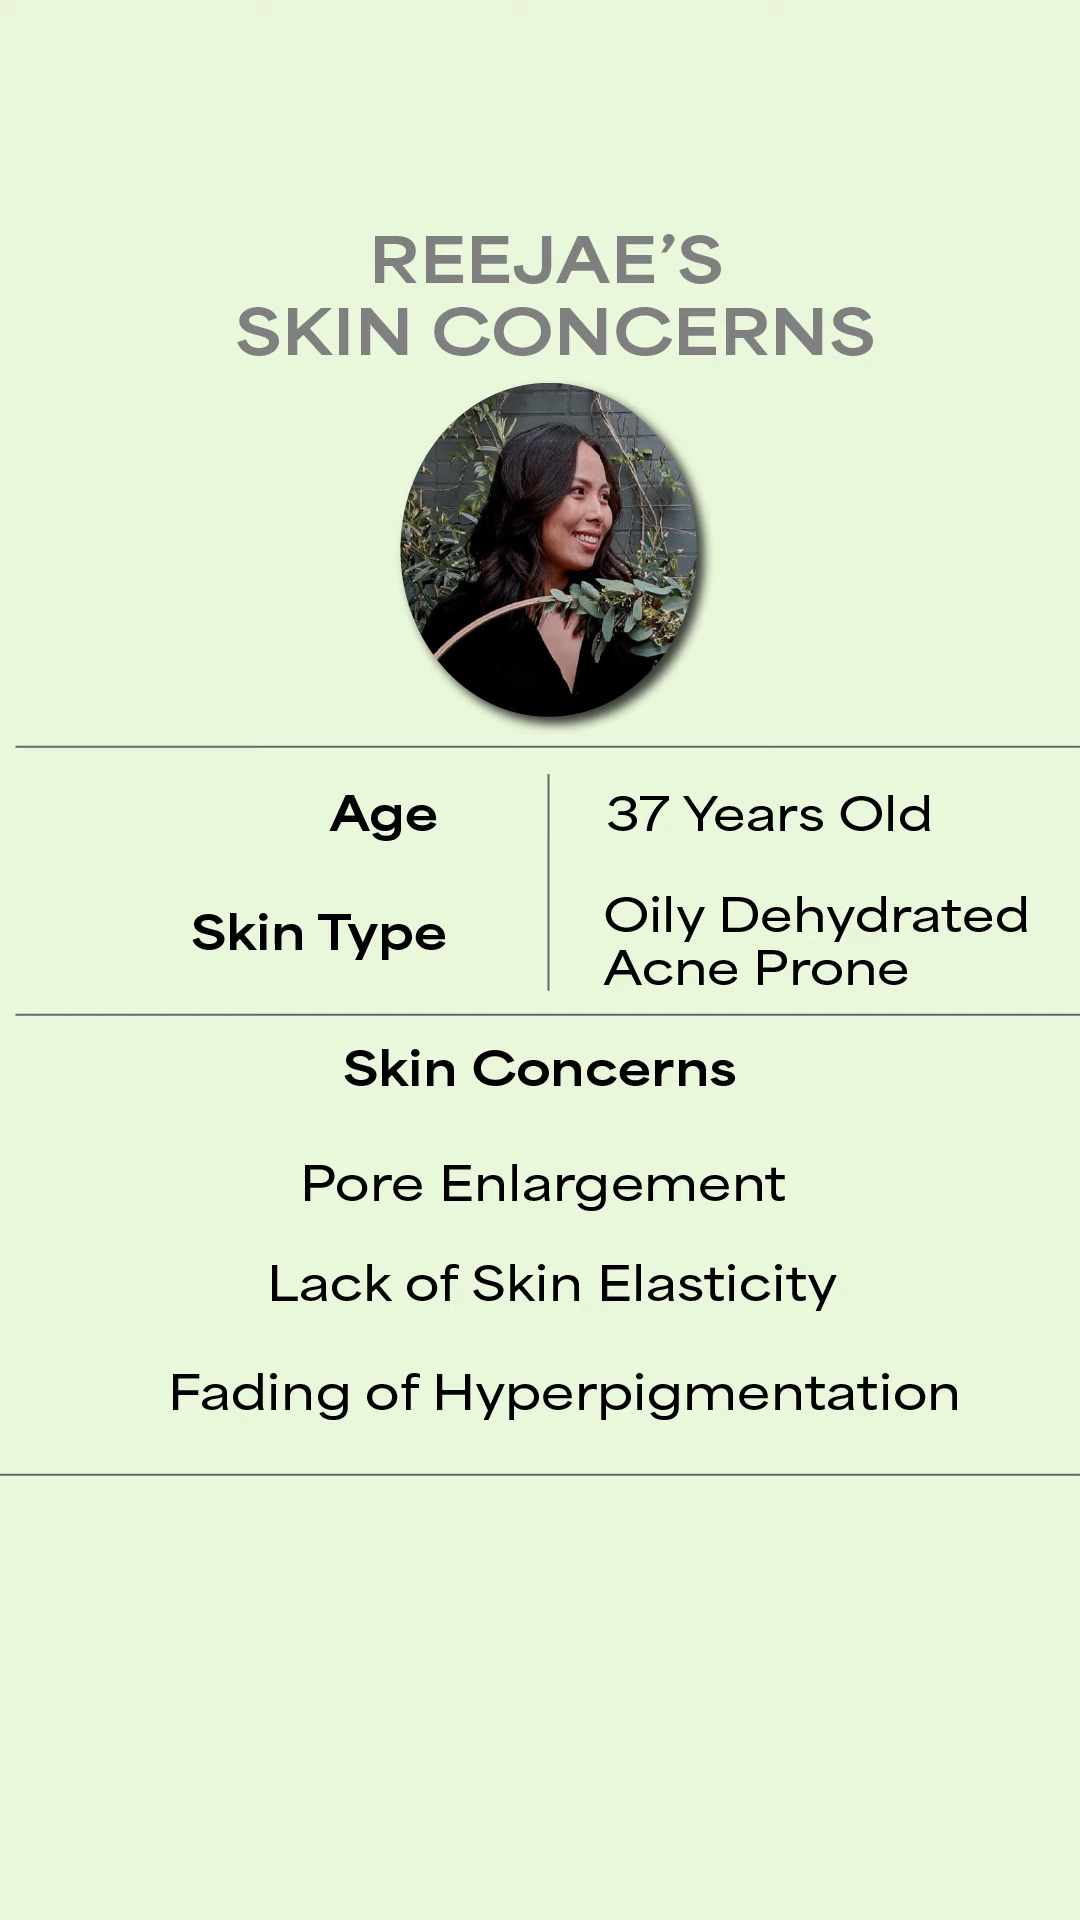 REEJAE’S
SKIN CONCERNS
Age
37 Years Old
Skin Type
Oily Dehydrated
Acne Prone
Skin Concerns
Pore Enlargement
Lack of Skin Elasticity
Fading of Hyperpigmentation